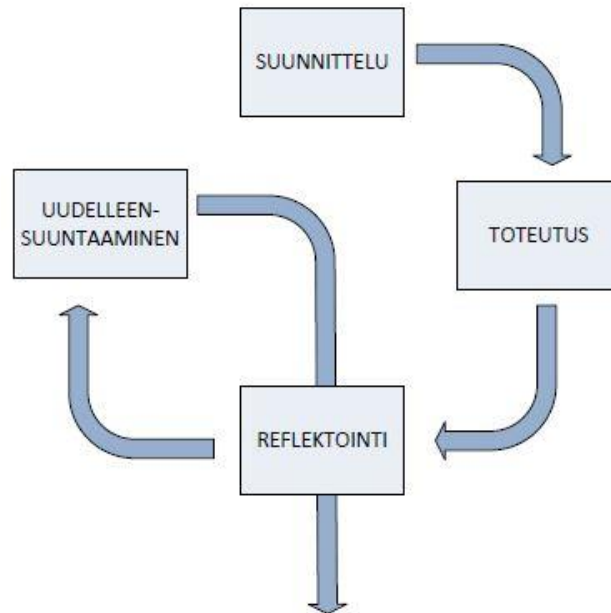 SUUNNITTELU
UUDELLEEN-
SUUNTAAMINEN
TOTEUTUS
REFLEKTOINTI